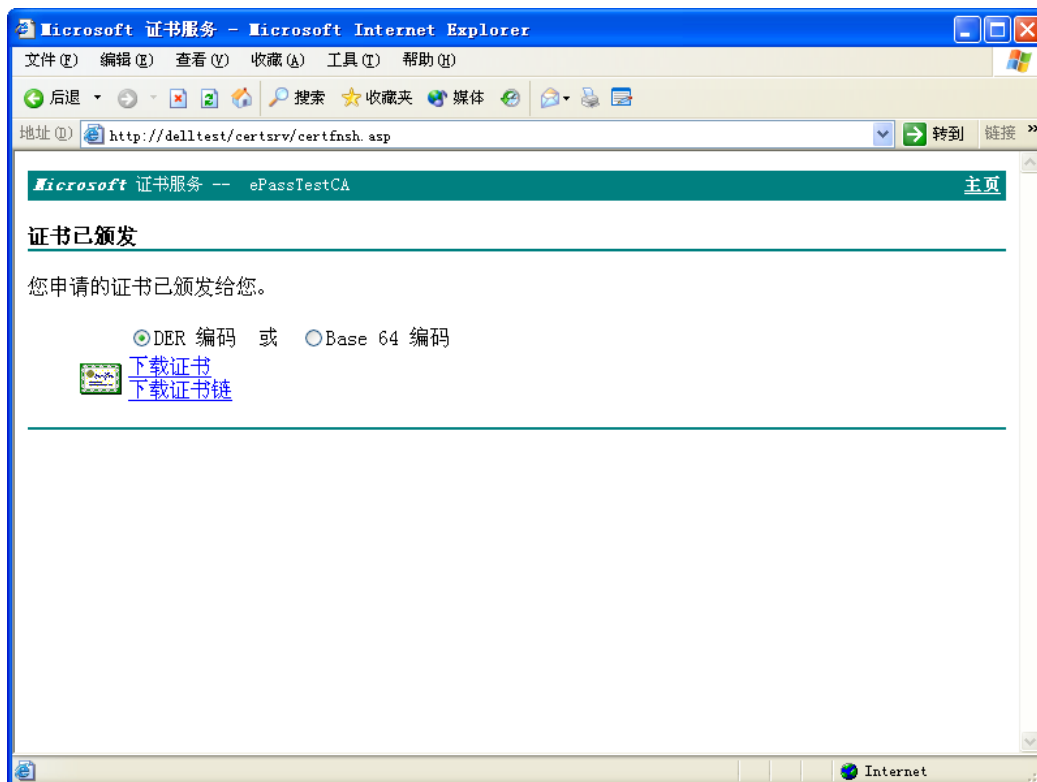 Microsoft 证书服务 - Microsoft Internet Explorer
文件(F) 编辑(E) 查看(V) 收藏(A) 工具(T) 帮助(H)
后退 搜索 收藏夹 媒体
地址(D) http://delltest/certsrv/certfnsh.asp 转到 链接 »
Microsoft 证书服务 -- ePassTestCA 主页
证书已颁发
您申请的证书已颁发给您。
DER 编码 或 Base 64 编码
下载证书
下载证书链
Internet